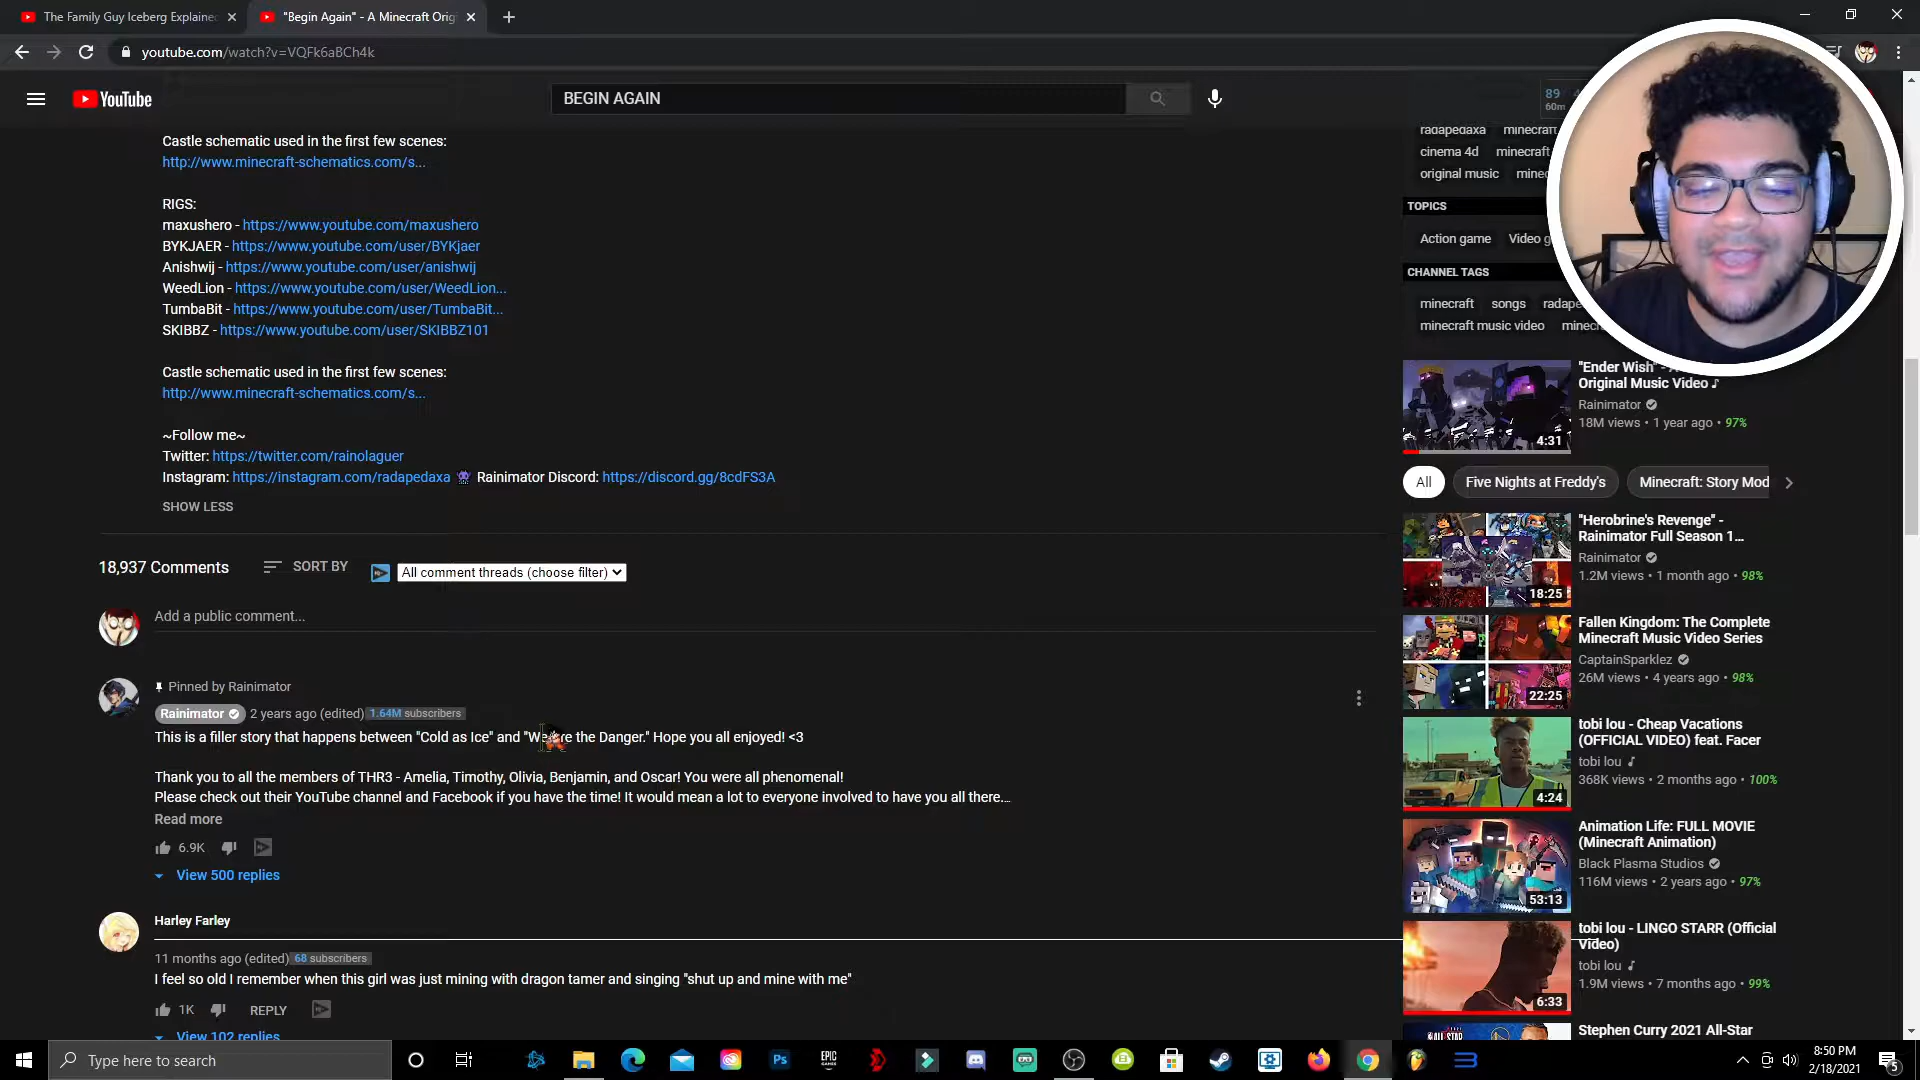 The Family Guy Iceberg Explaine
"Begin Again" - A Minecraft Orig
youtube.com/watch?v=VQFk6aBCh4k
YouTube
BEGIN AGAIN
89
60m
Castle schematic used in the first few scenes:
http://www.minecraft-schematics.com/s...
RIGS:
maxushero - https://www.youtube.com/maxushero
BYKJAER - https://www.youtube.com/user/BYKjaer
Anishwij - https://www.youtube.com/user/anishwij
WeedLion - https://www.youtube.com/user/WeedLion...
TumbaBit - https://www.youtube.com/user/TumbaBit...
SKIBBZ - https://www.youtube.com/user/SKIBBZ101
Castle schematic used in the first few scenes:
http://www.minecraft-schematics.com/s...
~Follow me~
Twitter: https://twitter.com/rainolaguer
Instagram: https://instagram.com/radapedaxa Rainimator Discord: https://discord.gg/8cdFS3A
SHOW LESS
18,937 Comments
SORT BY
All comment threads (choose filter)
Add a public comment...
Pinned by Rainimator
Rainimator 2 years ago (edited) 1.64M subscribers
This is a filler story that happens between "Cold as Ice" and "We are the Danger." Hope you all enjoyed! <3
Thank you to all the members of THR3 - Amelia, Timothy, Olivia, Benjamin, and Oscar! You were all phenomenal!
Please check out their YouTube channel and Facebook if you have the time! It would mean a lot to everyone involved to have you all there...
Read more
6.9K
View 500 replies
Harley Farley
11 months ago (edited) 68 subscribers
I feel so old I remember when this girl was just mining with dragon tamer and singing "shut up and mine with me"
1K REPLY
View 102 replies
radapedaxa minecraft
cinema 4d minecraft
original music mine
TOPICS
Action game Video g
CHANNEL TAGS
minecraft songs radape
minecraft music video minec
"Ender Wish" - A
Original Music Video ♪
Rainimator
18M views • 1 year ago • 97%
4:31
All Five Nights at Freddy's Minecraft: Story Mod
"Herobrine's Revenge" -
Rainimator Full Season 1...
Rainimator
1.2M views • 1 month ago • 98%
18:25
Fallen Kingdom: The Complete
Minecraft Music Video Series
CaptainSparklez
26M views • 4 years ago • 98%
22:25
tobi lou - Cheap Vacations
(OFFICIAL VIDEO) feat. Facer
tobi lou ♪
368K views • 2 months ago • 100%
4:24
Animation Life: FULL MOVIE
(Minecraft Animation)
Black Plasma Studios
116M views • 2 years ago • 97%
53:13
tobi lou - LINGO STARR (Official
Video)
tobi lou ♪
1.9M views • 7 months ago • 99%
6:33
Stephen Curry 2021 All-Star
Type here to search
Ps
EPIC
GAMES
8:50 PM
2/18/2021
5